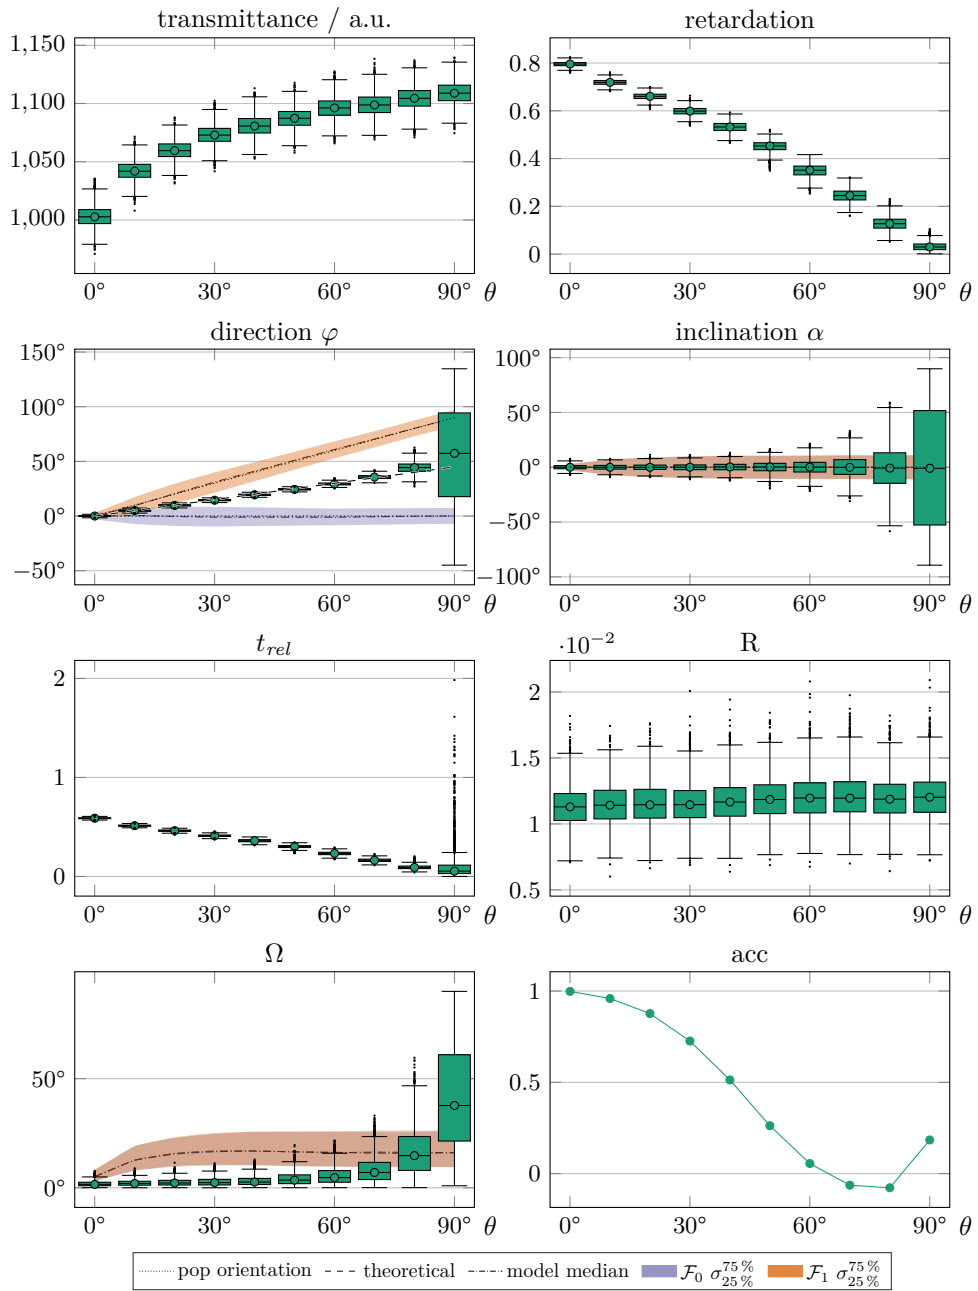 transmittance / a.u.
retardation
1,150
1,100
1,050
1,000
0° 30° 60° 90° θ
0.8
0.6
0.4
0.2
0
0° 30° 60° 90° θ
direction φ
inclination α
150°
100°
50°
0°
−50°
0° 30° 60° 90° θ
100°
50°
0°
−50°
−100°
0° 30° 60° 90° θ
t_rel
R
2
1
0
0° 30° 60° 90° θ
·10⁻²
2
1.5
1
0.5
0° 30° 60° 90° θ
Ω
acc
50°
0°
0° 30° 60° 90° θ
1
0.5
0
0° 30° 60° 90° θ
pop orientation theoretical model median F₀ σ 75 % 25 % F₁ σ 75 % 25 %